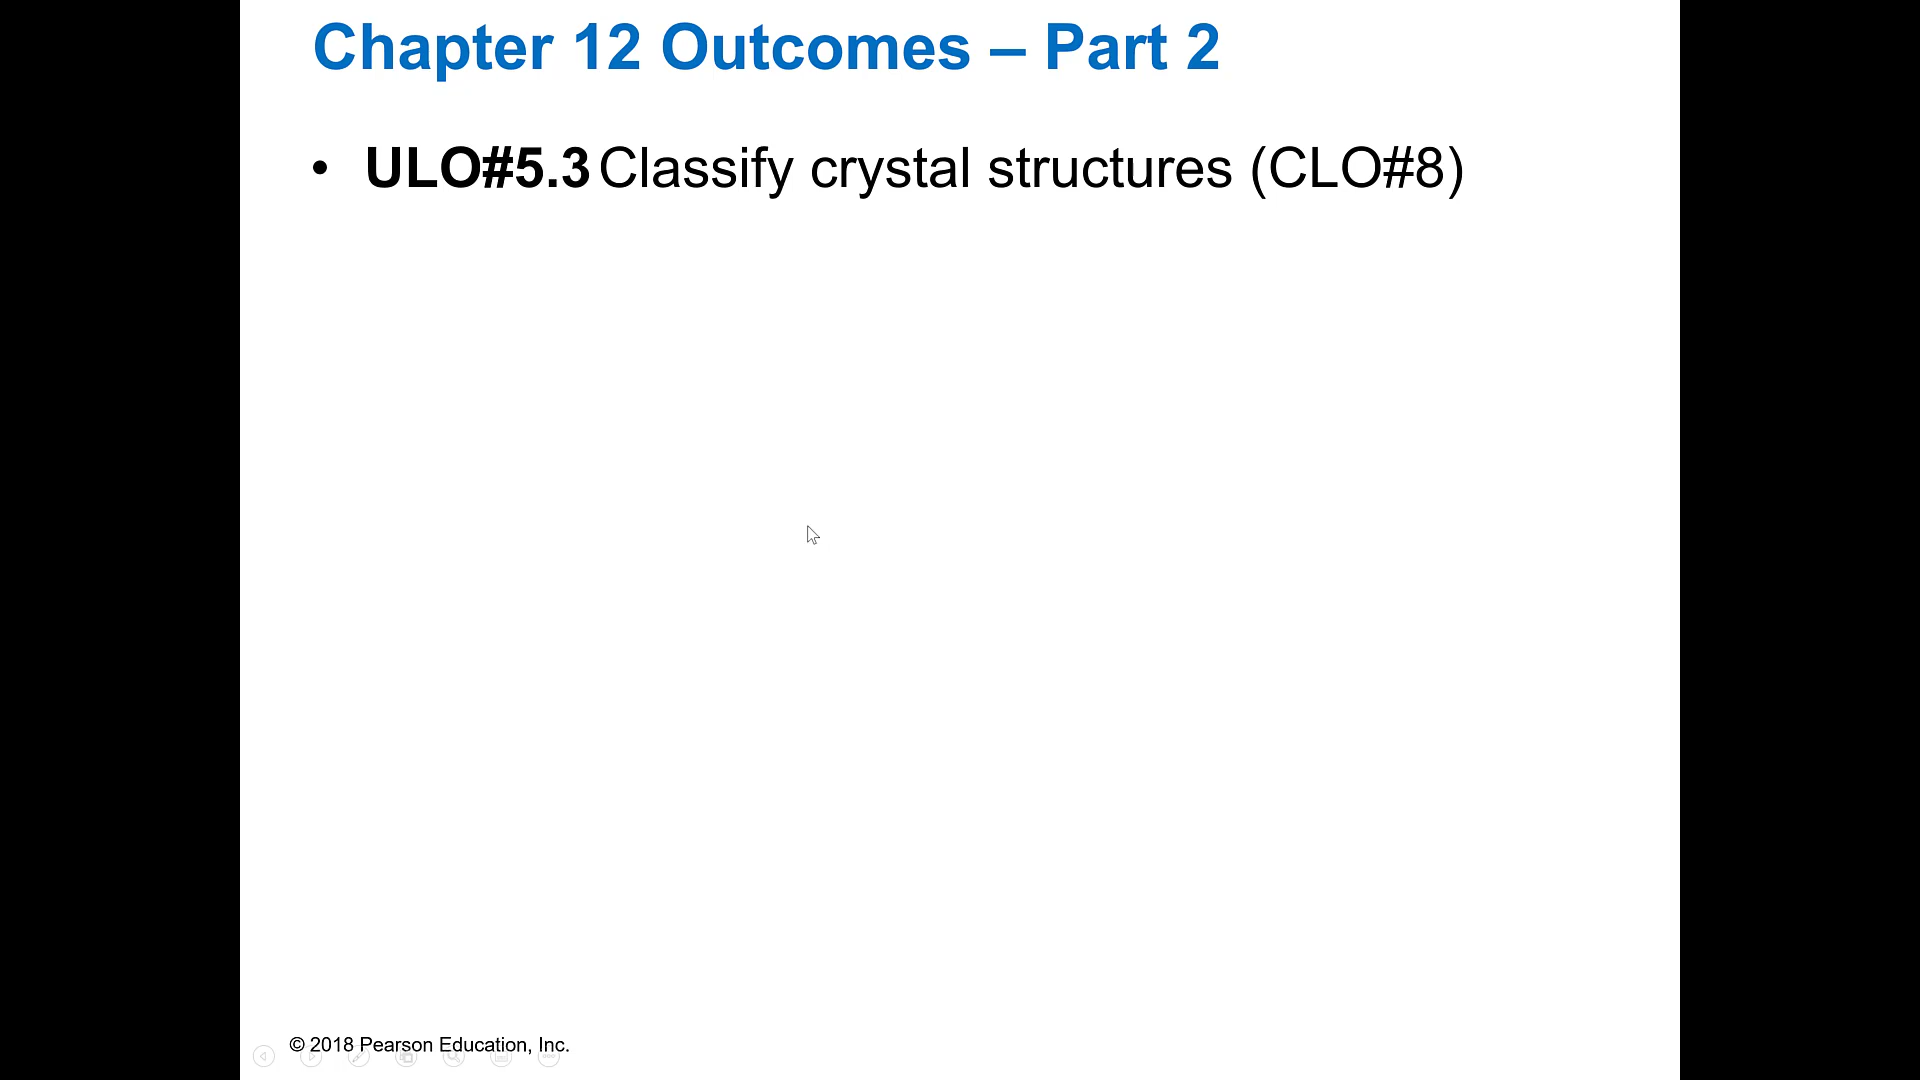 Chapter 12 Outcomes – Part 2
• ULO#5.3 Classify crystal structures (CLO#8)
© 2018 Pearson Education, Inc.